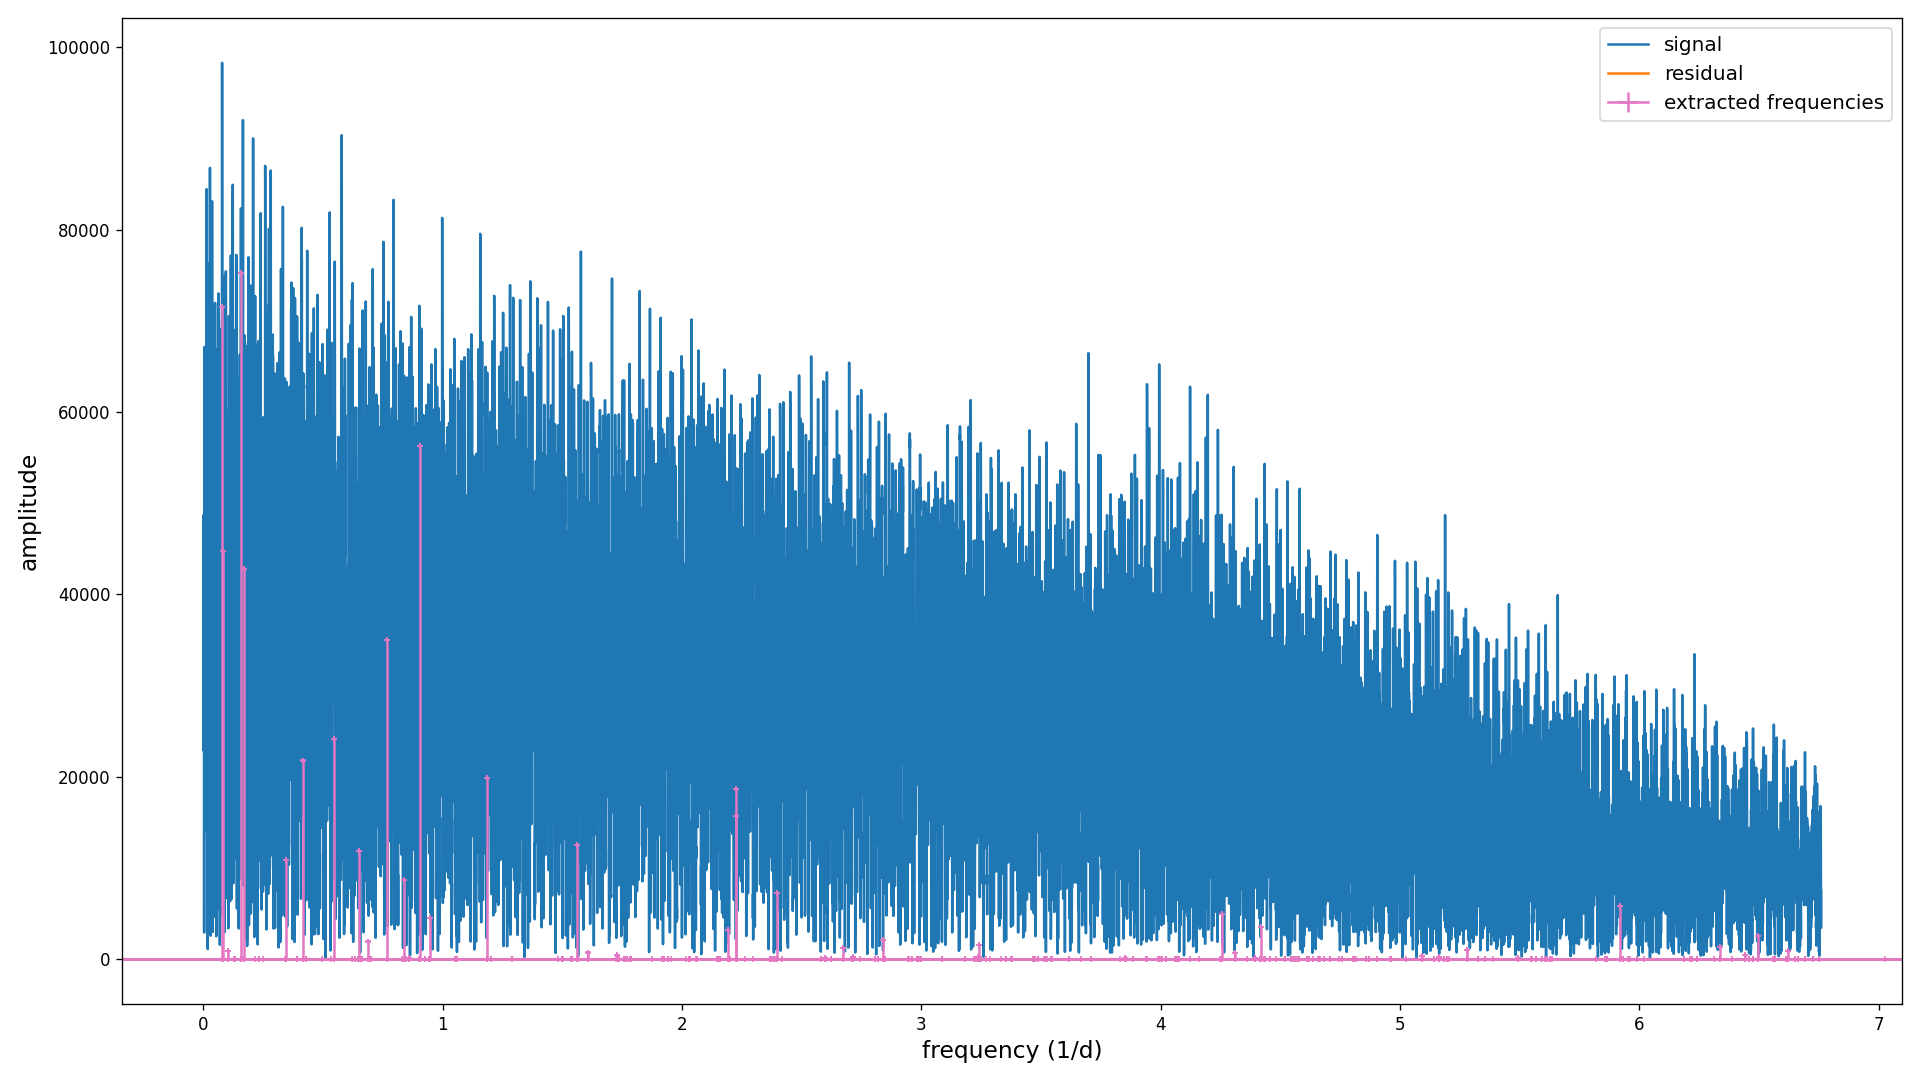 100000
80000
60000
40000
20000
0
amplitude
0 1 2 3 4 5 6 7
frequency (1/d)
signal
residual
extracted frequencies